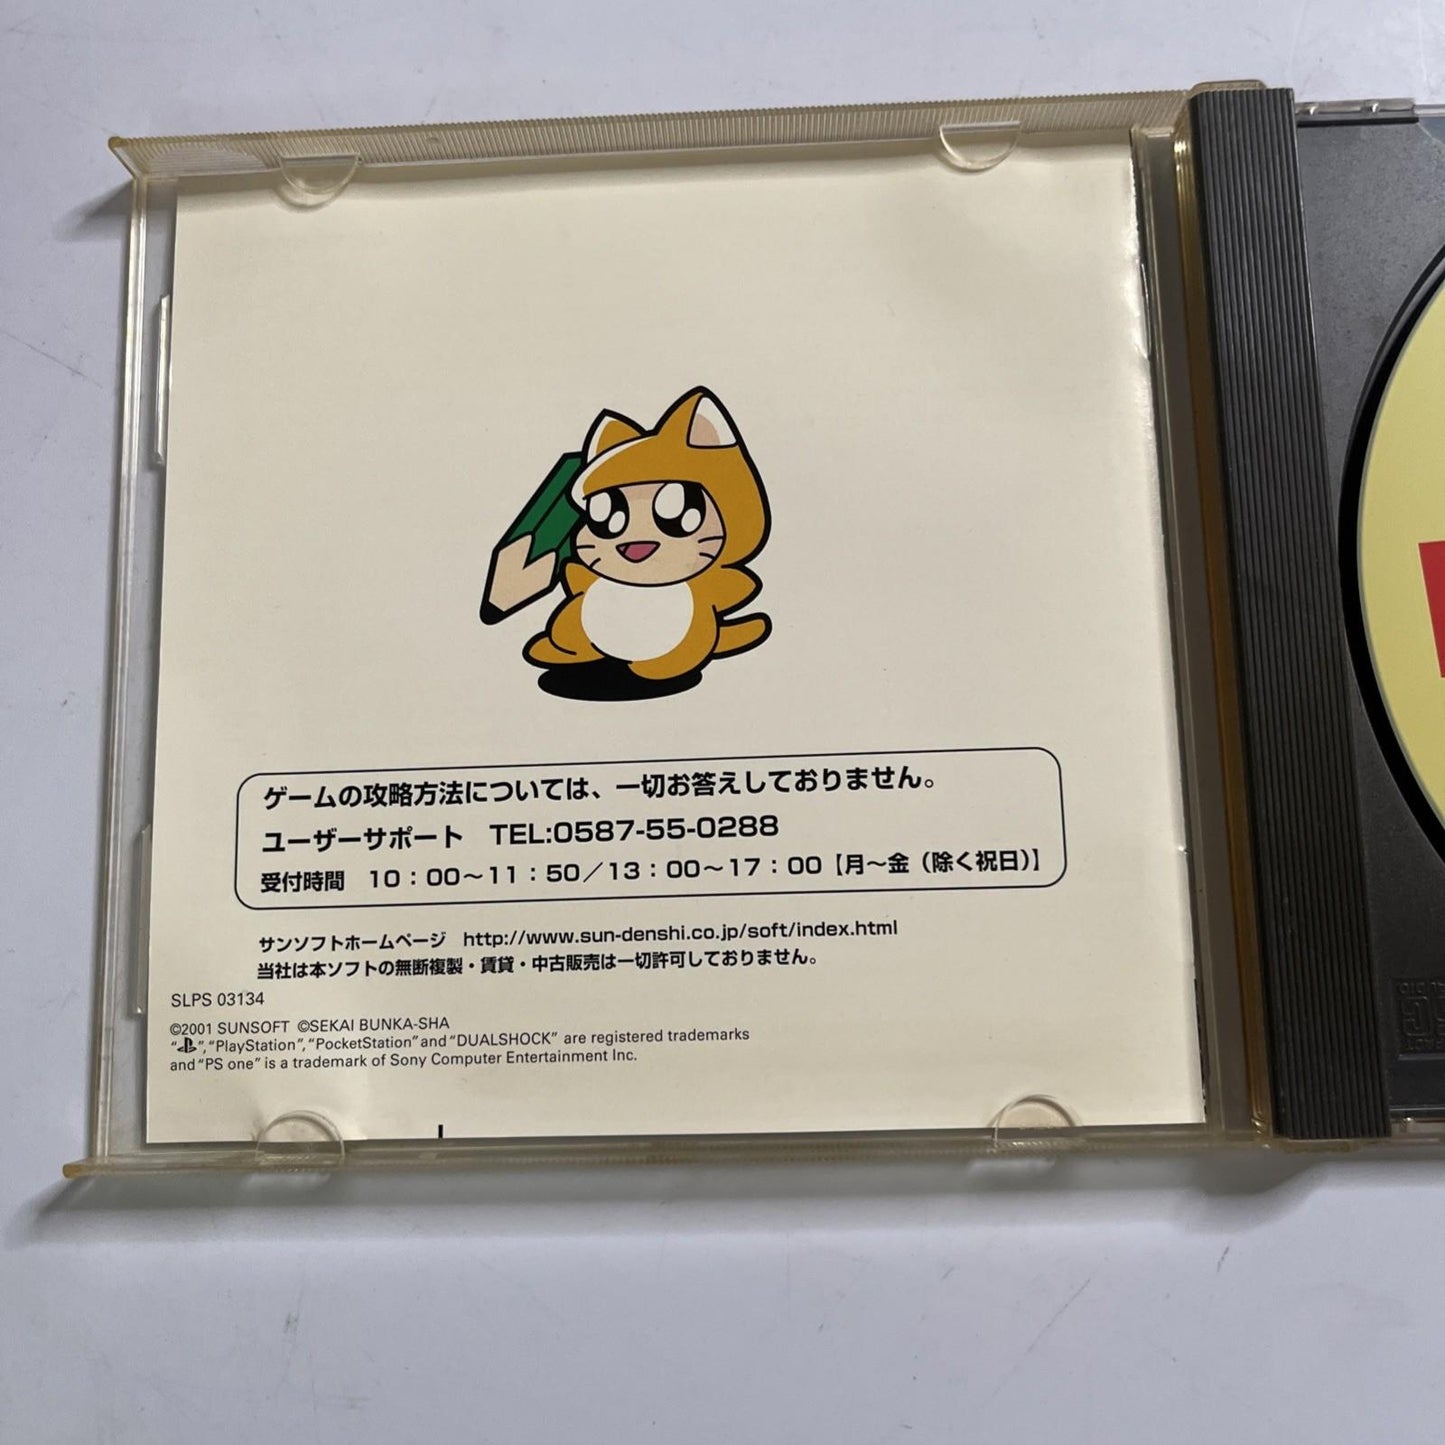 ゲームの攻略方法については、一切お答えしておりません。
ユーザーサポート　TEL:0587-55-0288
受付時間　10：00～11：50／13：00～17：00【月～金（除く祝日）】
サンソフトホームページ　http://www.sun-denshi.co.jp/soft/index.html
当社は本ソフトの無断複製・賃貸・中古販売は一切許可しておりません。
SLPS 03134
©2001 SUNSOFT ©SEKAI BUNKA-SHA
“ ”, “PlayStation”, “PocketStation” and “DUALSHOCK” are registered trademarks
and “PS one” is a trademark of Sony Computer Entertainment Inc.